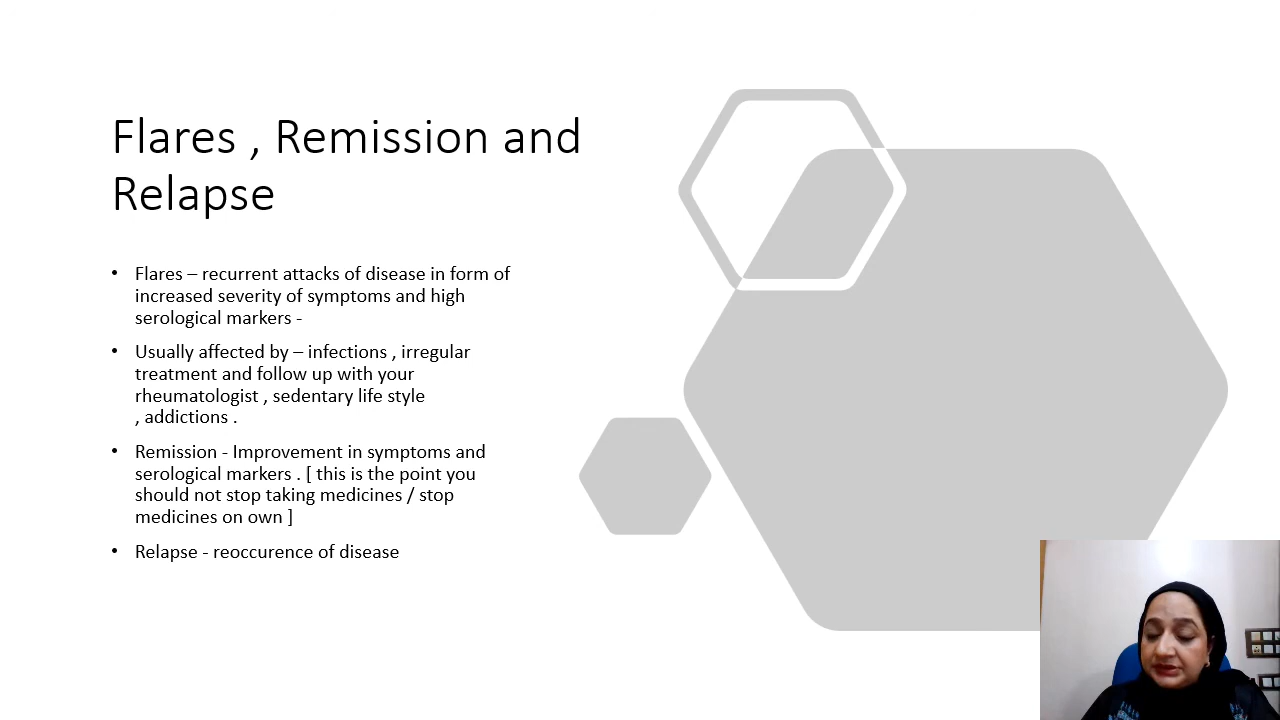 Flares , Remission and
Relapse
• Flares – recurrent attacks of disease in form of
increased severity of symptoms and high
serological markers -
• Usually affected by – infections , irregular
treatment and follow up with your
rheumatologist , sedentary life style
, addictions .
• Remission - Improvement in symptoms and
serological markers . [ this is the point you
should not stop taking medicines / stop
medicines on own ]
• Relapse - reoccurence of disease